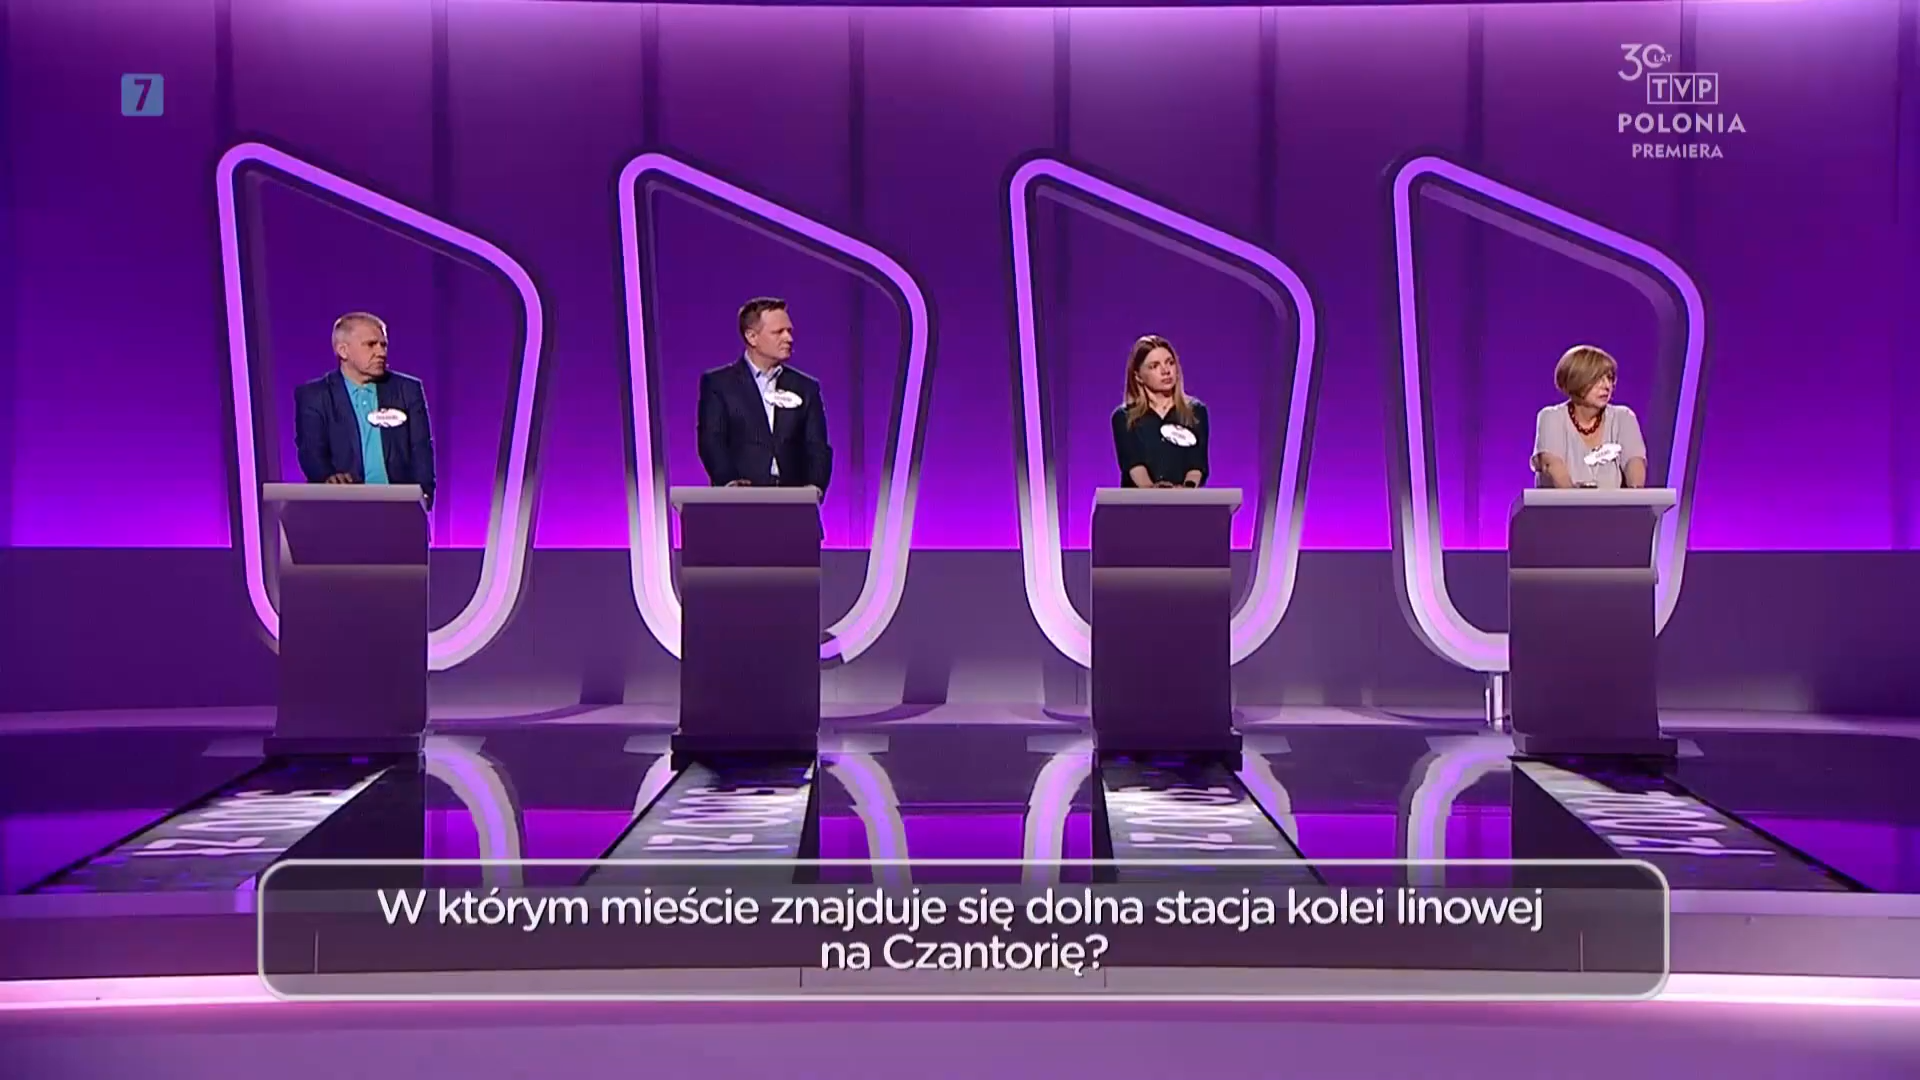 7
30 LAT
TVP
POLONIA
PREMIERA
W którym mieście znajduje się dolna stacja kolei linowej
na Czantorię?